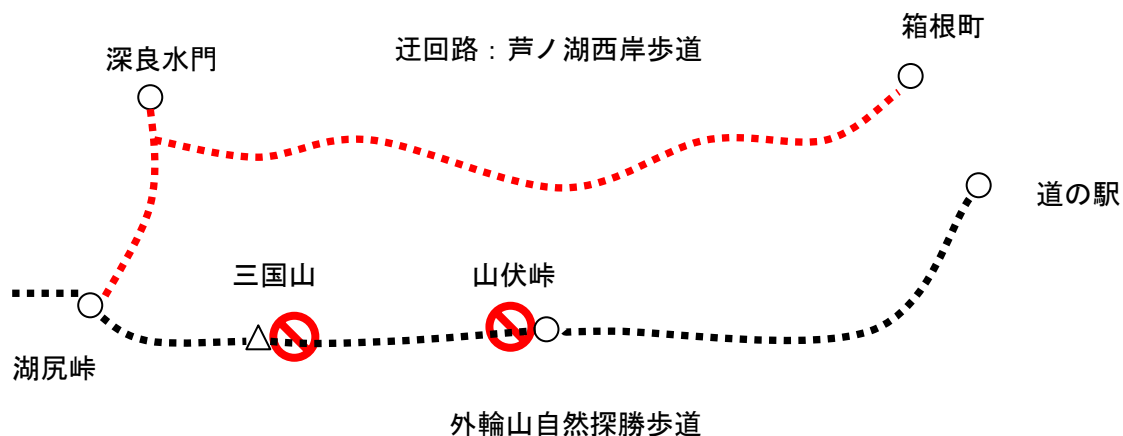 箱根町
迂回路：芦ノ湖西岸歩道
深良水門
道の駅
三国山
山伏峠
湖尻峠
外輪山自然探勝歩道